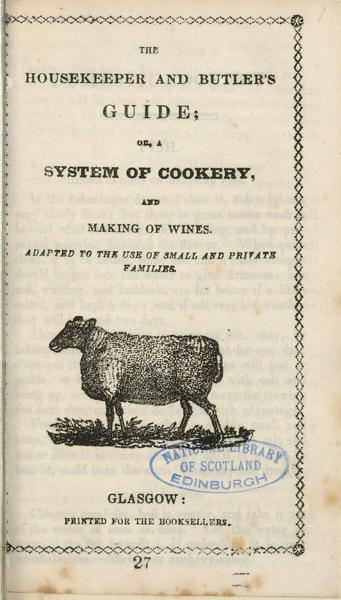 THE
HOUSEKEEPER AND BUTLER'S
GUIDE;
OR, A
SYSTEM OF COOKERY,
AND
MAKING OF WINES.
ADAPTED TO THE USE OF SMALL AND PRIVATE
FAMILIES.
NATIONAL LIBRARY
OF SCOTLAND
EDINBURGH
GLASGOW:
PRINTED FOR THE BOOKSELLERS.
27